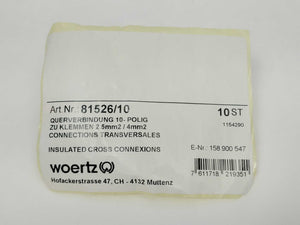 Art.Nr. 81526/10 10 ST
QUERVERBINDUNG 10- POLIG 1154290
ZU KLEMMEN 2 5mm2 / 4mm2
CONNECTIONS TRANSVERSALES
INSULATED CROSS CONNEXIONS E-Nr. 158 900 547
woertz
Hofackerstrasse 47, CH - 4132 Muttenz 7 611718 219351